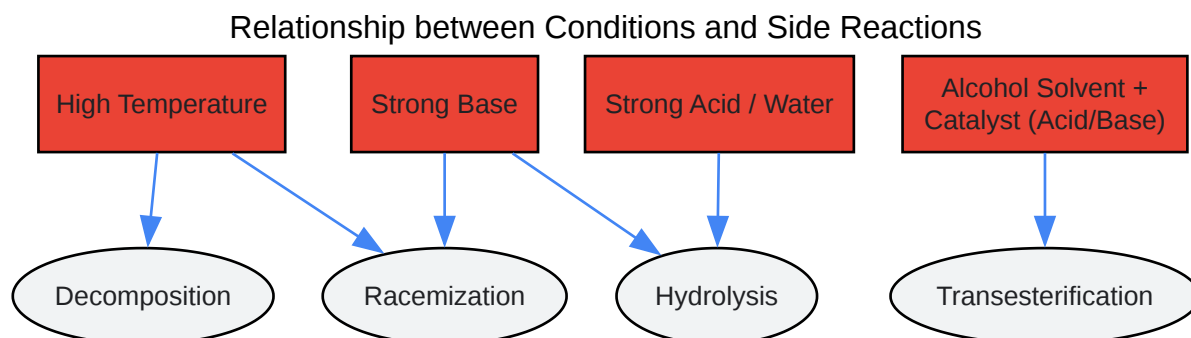 Relationship between Conditions and Side Reactions
High Temperature
Strong Base
Strong Acid / Water
Alcohol Solvent +
Catalyst (Acid/Base)
Decomposition
Racemization
Hydrolysis
Transesterification